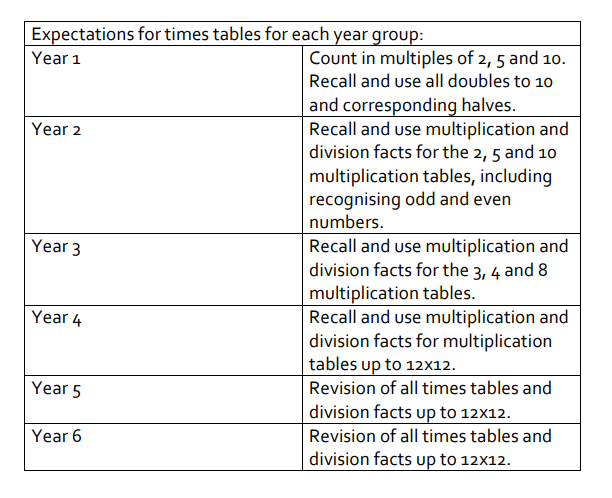 Expectations for times tables for each year group:
Year 1
Count in multiples of 2, 5 and 10.
Recall and use all doubles to 10
and corresponding halves.
Year 2
Recall and use multiplication and
division facts for the 2, 5 and 10
multiplication tables, including
recognising odd and even
numbers.
Year 3
Recall and use multiplication and
division facts for the 3, 4 and 8
multiplication tables.
Year 4
Recall and use multiplication and
division facts for multiplication
tables up to 12x12.
Year 5
Revision of all times tables and
division facts up to 12x12.
Year 6
Revision of all times tables and
division facts up to 12x12.